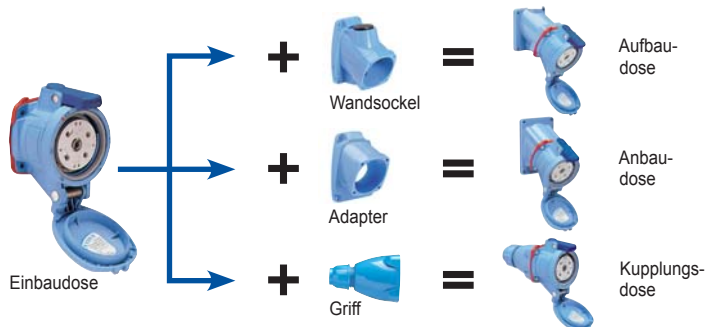 +
Wandsockel
=
Aufbau-
dose
+
Adapter
=
Anbau-
dose
Einbaudose
+
Griff
=
Kupplungs-
dose